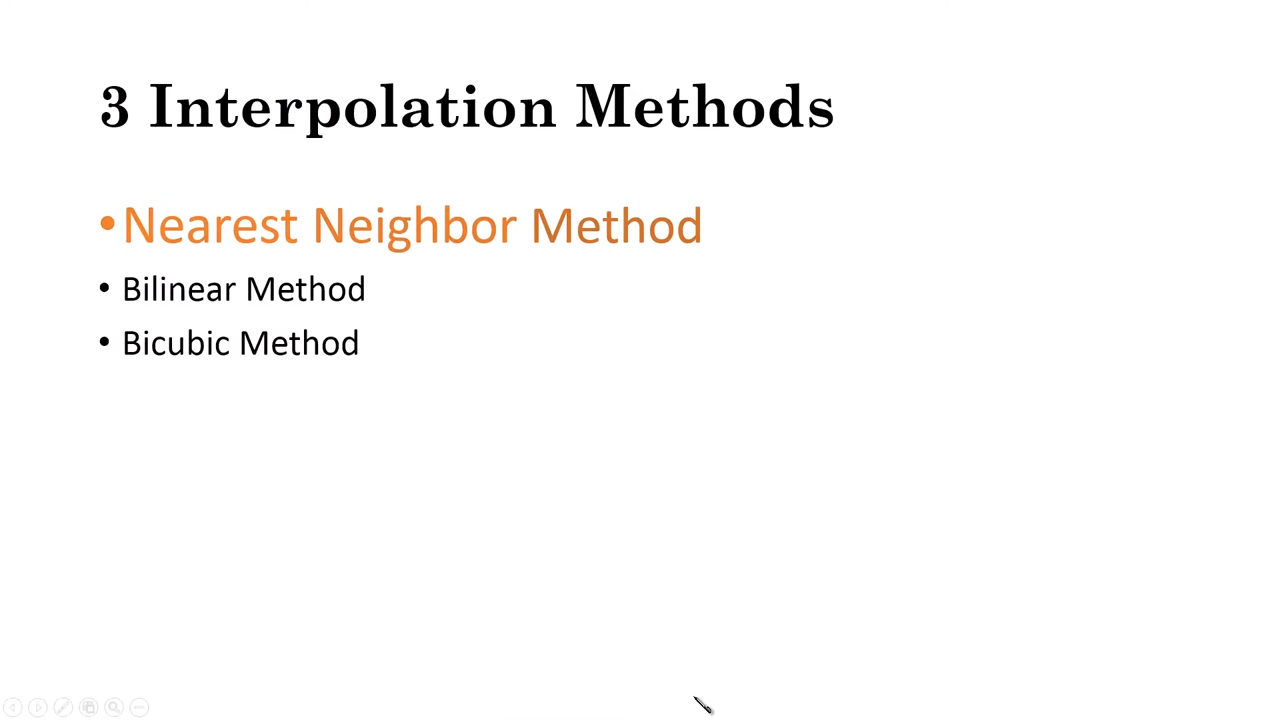 3 Interpolation Methods
•Nearest Neighbor Method
• Bilinear Method
• Bicubic Method